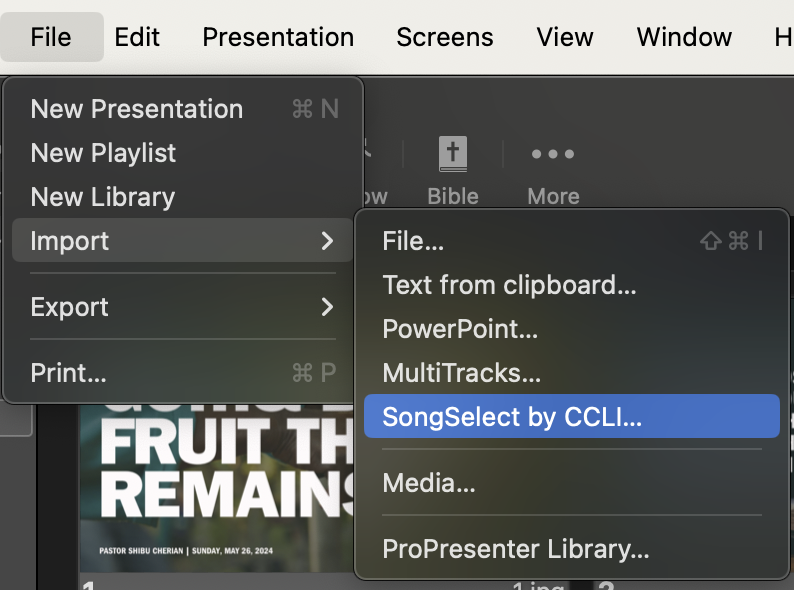 File Edit Presentation Screens View Window H
New Presentation ⌘ N
New Playlist
New Library
Import >
Export >
Print... ⌘ P
Bible
More
File... ⇧ ⌘ I
Text from clipboard...
PowerPoint...
MultiTracks...
SongSelect by CCLI...
Media...
ProPresenter Library...
FRUIT TH
REMAINS
PASTOR SHIBU CHERIAN | SUNDAY, MAY 26, 2024
1